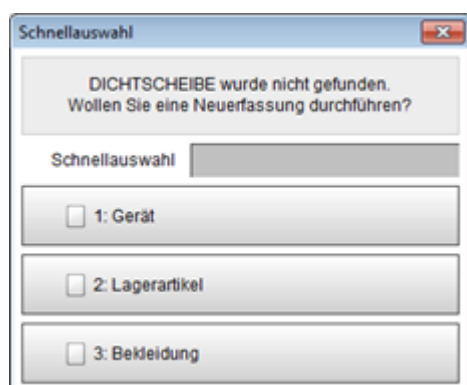 Schnellauswahl
DICHTSCHEIBE wurde nicht gefunden.
Wollen Sie eine Neuerfassung durchführen?
Schnellauswahl
1: Gerät
2: Lagerartikel
3: Bekleidung